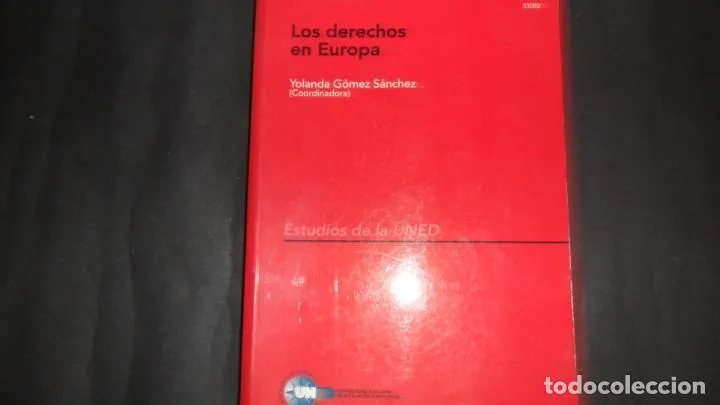 Los derechos
en Europa
Yolanda Gómez Sánchez
(Coordinadora)
Estudios de la UNED
todocoleccion